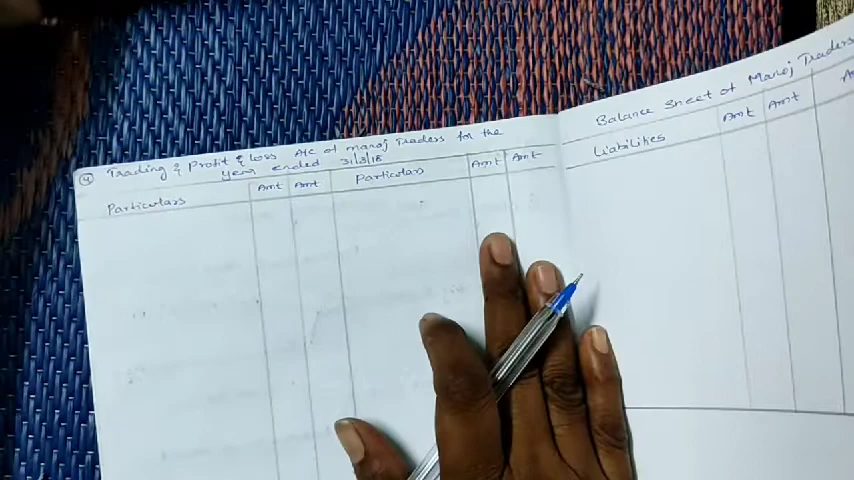 4 Trading & Profit & Loss A/c of manoj Traders for the
year ended 31/3/18
Particulars Amt Amt Particulars Amt Amt
Balance Sheet of Manoj Traders
Liabilities Amt Amt